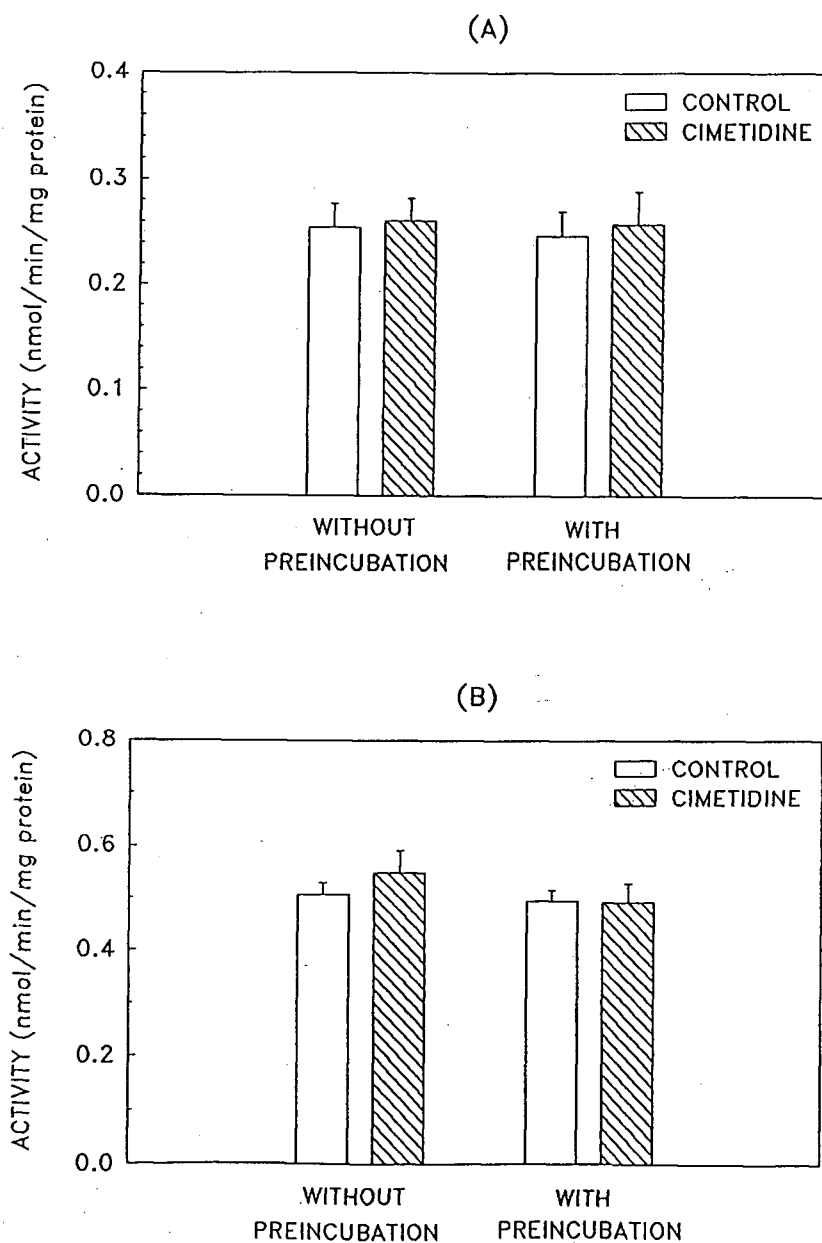 (A)
ACTIVITY (nmol/min/mg protein)
0.4
0.3
0.2
0.1
0.0
CONTROL
CIMETIDINE
WITHOUT
PREINCUBATION
WITH
PREINCUBATION
(B)
ACTIVITY (nmol/min/mg protein)
0.8
0.6
0.4
0.2
0.0
CONTROL
CIMETIDINE
WITHOUT
PREINCUBATION
WITH
PREINCUBATION